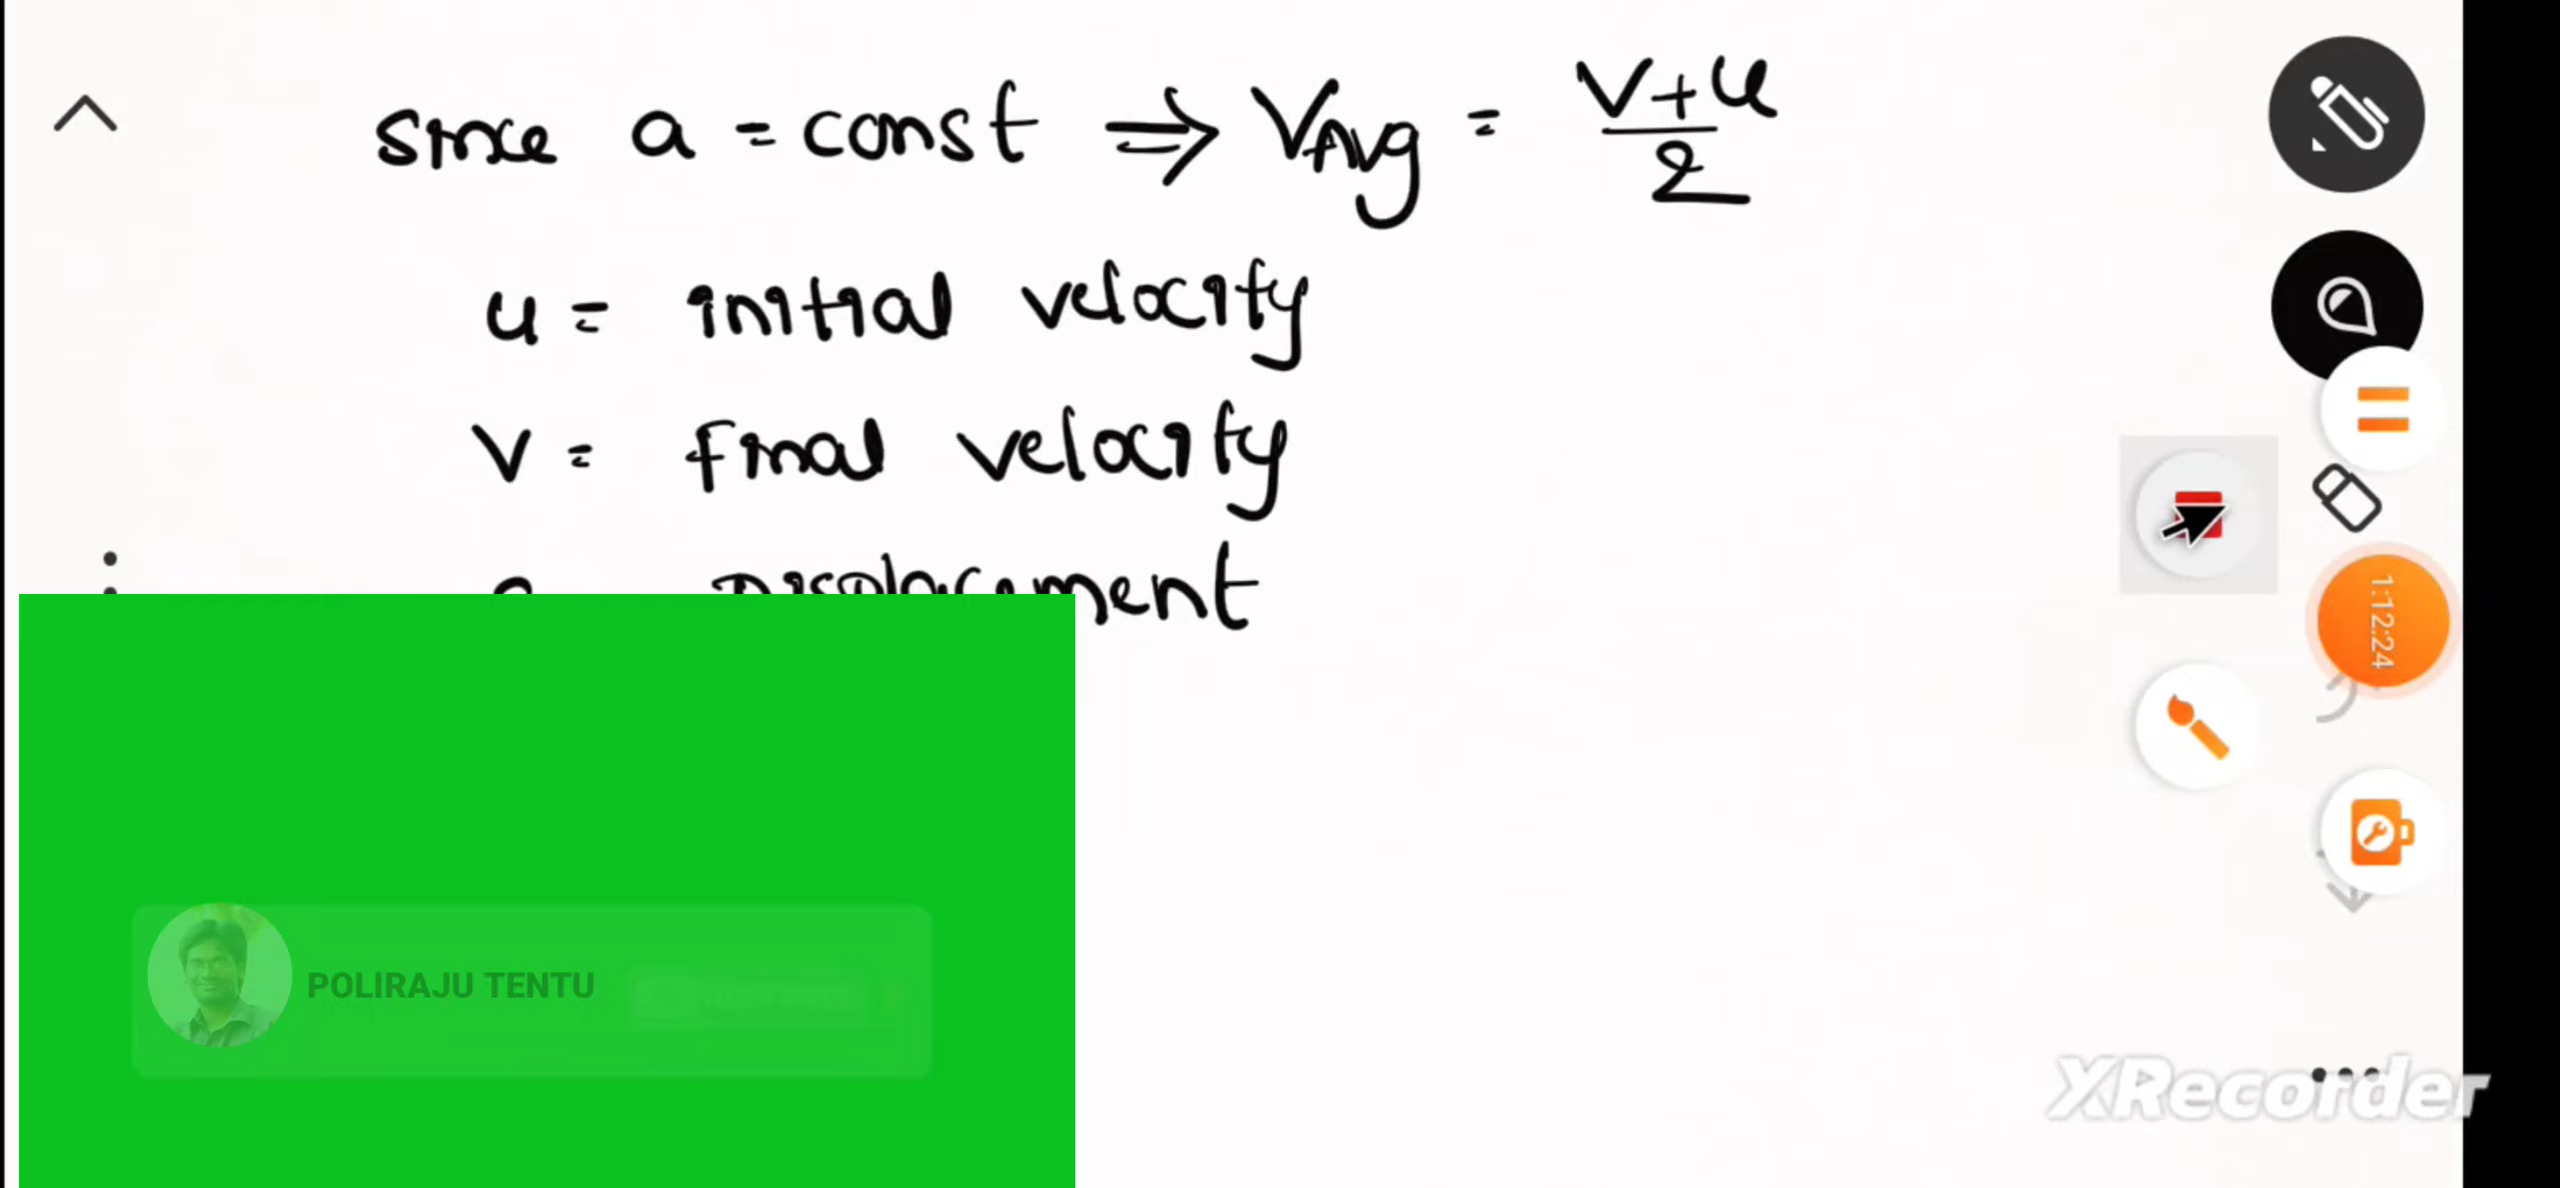 since a = const ⇒ VAvg = V+u/2
u = initial velocity
v = final velocity
Displacement
1:12:24
POLIRAJU TENTU
XRecorder